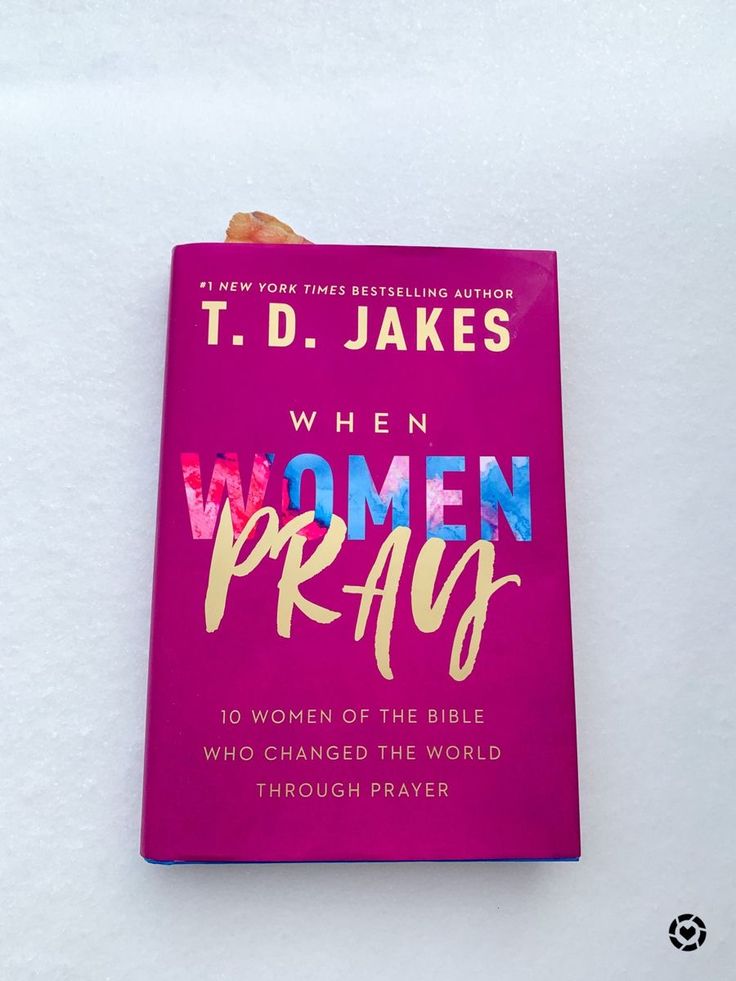 #1 NEW YORK TIMES BESTSELLING AUTHOR
T. D. JAKES
WHEN
WOMEN
PRAY
10 WOMEN OF THE BIBLE
WHO CHANGED THE WORLD
THROUGH PRAYER